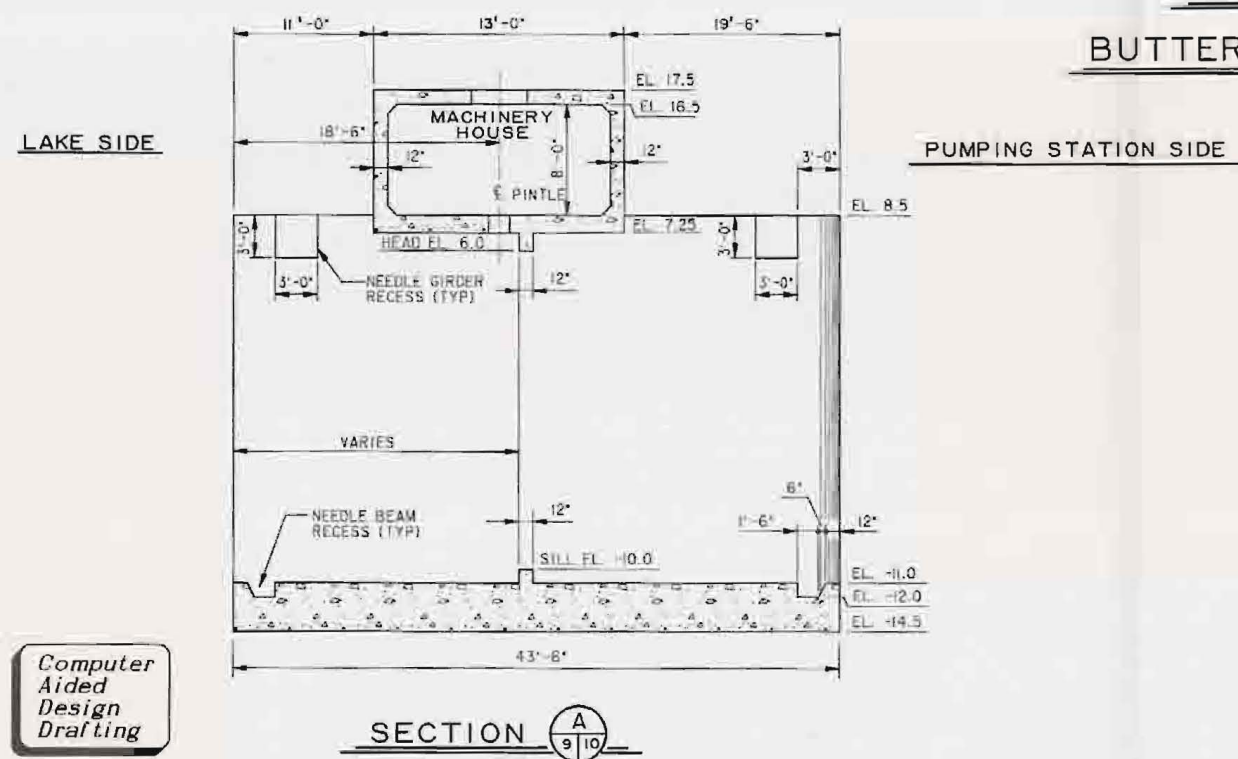 11'-0"
13'-0"
19'-6"
BUTTER
EL. 17.5
EL. 16.5
MACHINERY
HOUSE
LAKE SIDE
18'-6"
12"
8'-0"
12"
PUMPING STATION SIDE
3'-0"
℄ PINTLE
EL. 8.5
EL. 7.25
3'-0"
HEAD EL. 6.0
3'-0"
3'-0"
NEEDLE GIRDER
RECESS (TYP)
12"
3'-0"
VARIES
6"
NEEDLE BEAM
RECESS (TYP)
12"
1'-6"
12"
SILL EL. -10.0
EL. -11.0
EL. -12.0
EL. -14.5
43'-6"
Computer
Aided
Design
Drafting
SECTION A
9 10